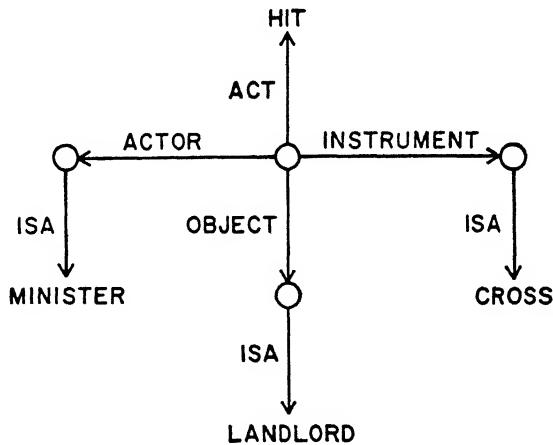 HIT
ACT
ACTOR INSTRUMENT
ISA OBJECT ISA
MINISTER CROSS
ISA
LANDLORD